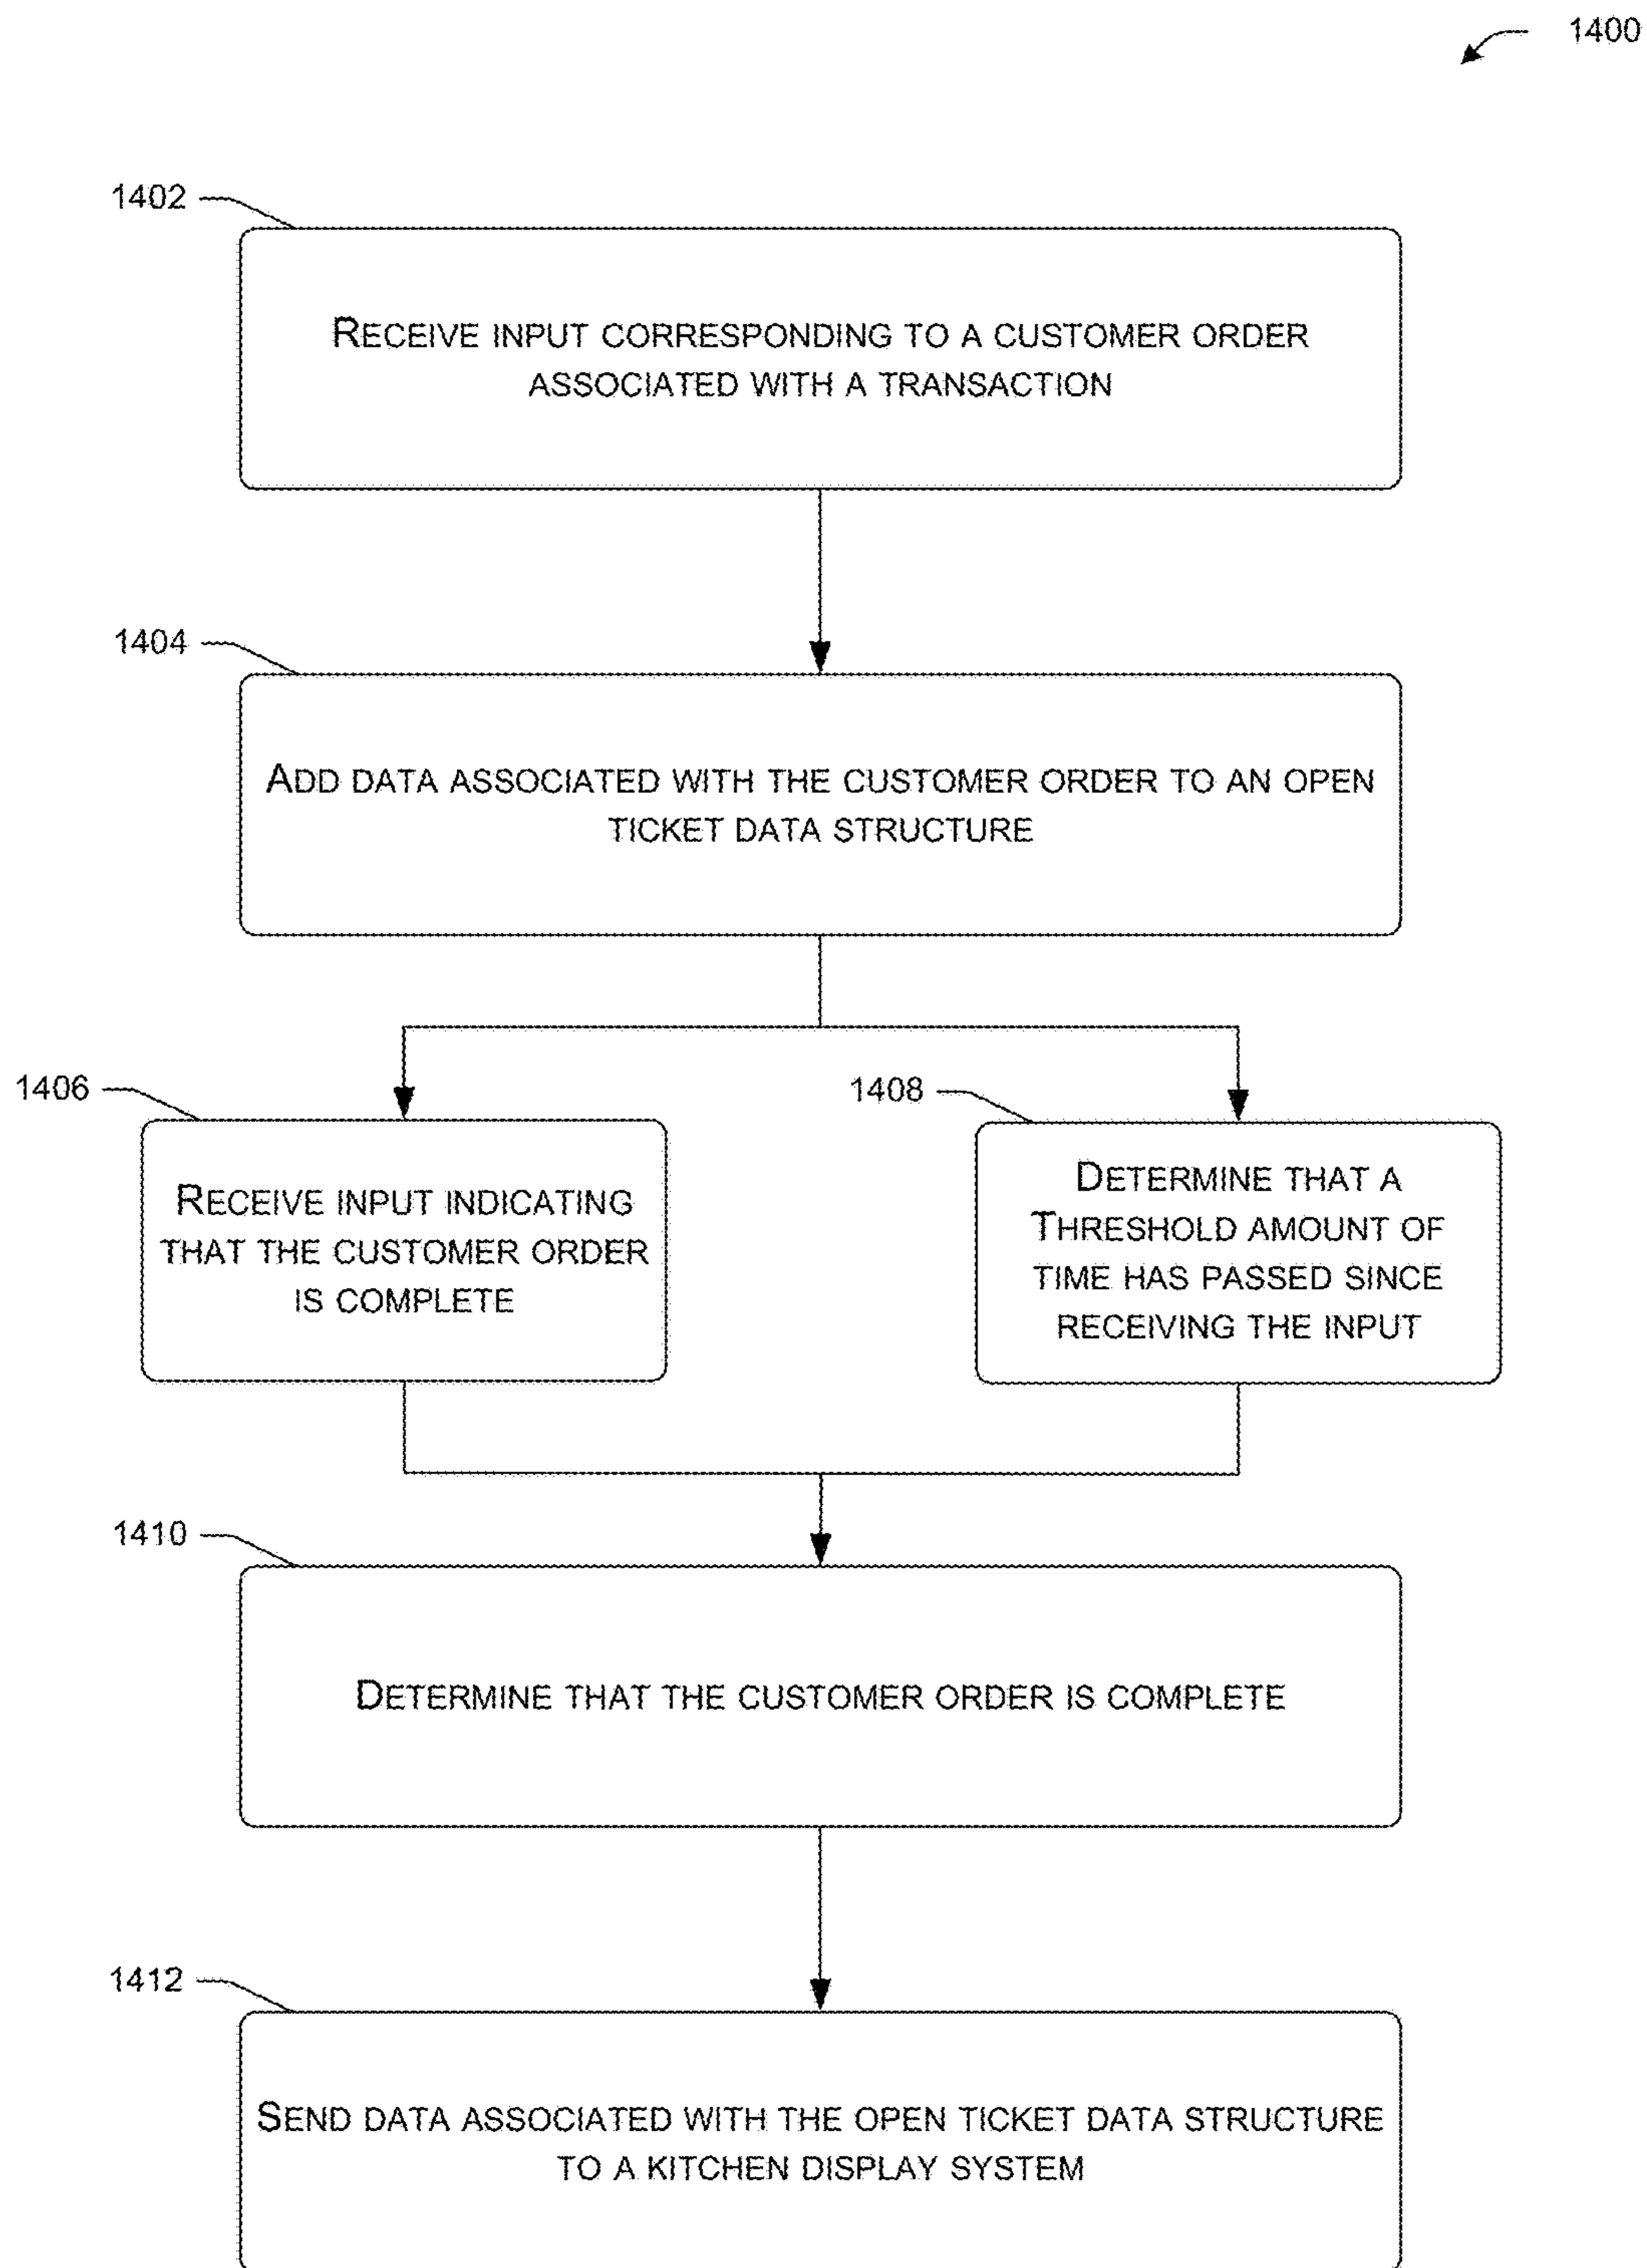 1400
1402
RECEIVE INPUT CORRESPONDING TO A CUSTOMER ORDER
ASSOCIATED WITH A TRANSACTION
1404
ADD DATA ASSOCIATED WITH THE CUSTOMER ORDER TO AN OPEN
TICKET DATA STRUCTURE
1406
RECEIVE INPUT INDICATING
THAT THE CUSTOMER ORDER
IS COMPLETE
1408
DETERMINE THAT A
THRESHOLD AMOUNT OF
TIME HAS PASSED SINCE
RECEIVING THE INPUT
1410
DETERMINE THAT THE CUSTOMER ORDER IS COMPLETE
1412
SEND DATA ASSOCIATED WITH THE OPEN TICKET DATA STRUCTURE
TO A KITCHEN DISPLAY SYSTEM